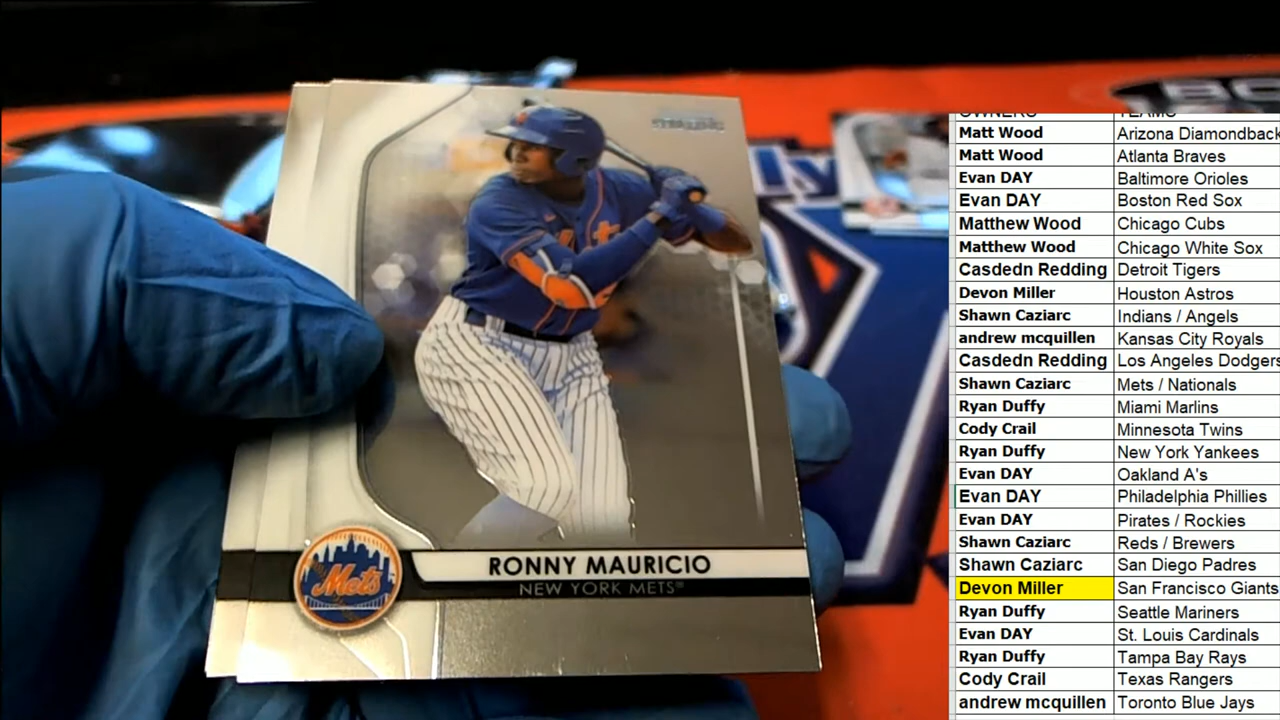 BO
ly
STERLING
Mets
RONNY MAURICIO
NEW YORK METS
Mets
OWNERS TEAMS
Matt Wood Arizona Diamondback
Matt Wood Atlanta Braves
Evan DAY Baltimore Orioles
Evan DAY Boston Red Sox
Matthew Wood Chicago Cubs
Matthew Wood Chicago White Sox
Casdedn Redding Detroit Tigers
Devon Miller Houston Astros
Shawn Caziarc Indians / Angels
andrew mcquillen Kansas City Royals
Casdedn Redding Los Angeles Dodgers
Shawn Caziarc Mets / Nationals
Ryan Duffy Miami Marlins
Cody Crail Minnesota Twins
Ryan Duffy New York Yankees
Evan DAY Oakland A's
Evan DAY Philadelphia Phillies
Evan DAY Pirates / Rockies
Shawn Caziarc Reds / Brewers
Shawn Caziarc San Diego Padres
Devon Miller San Francisco Giants
Ryan Duffy Seattle Mariners
Evan DAY St. Louis Cardinals
Ryan Duffy Tampa Bay Rays
Cody Crail Texas Rangers
andrew mcquillen Toronto Blue Jays